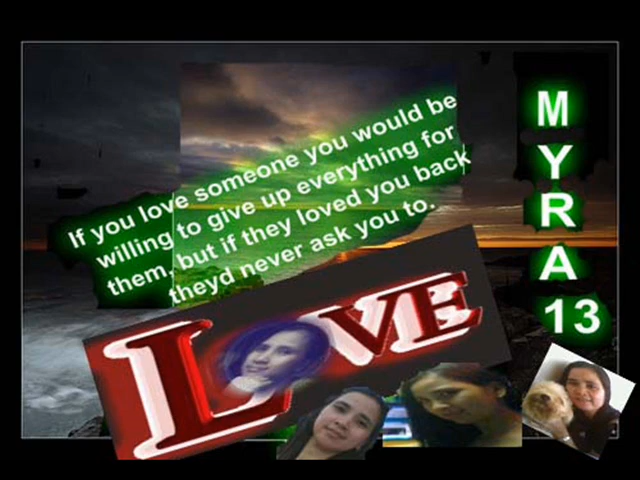 If you love someone you would be
willing to give up everything for
them, but if they loved you back
theyd never ask you to.
MYRA
13
LOVE